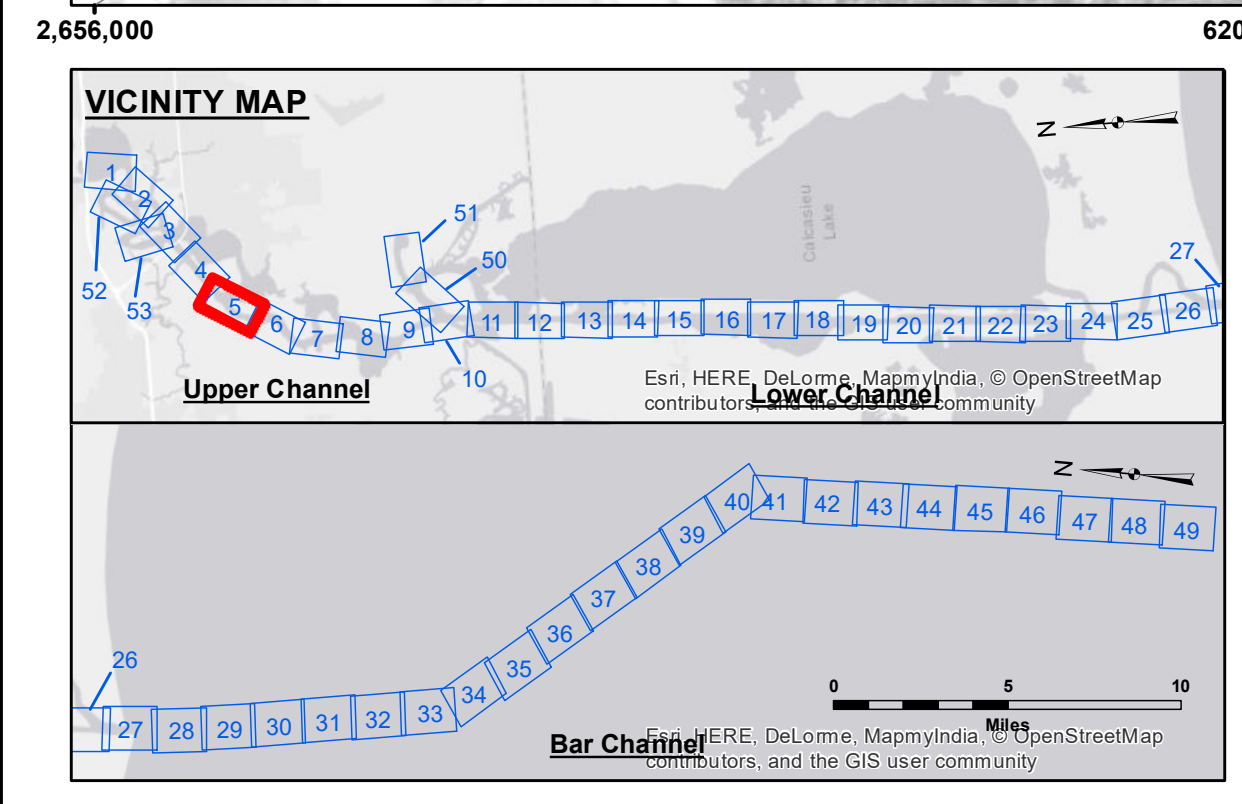 2,656,000
620
VICINITY MAP
N
Calcasieu
Lake
1
2
3
52
53
4
5
6
7
8
9
10
51
50
11 12 13 14 15 16 17 18 19 20 21 22 23 24 25 26
27
Upper Channel
Lower Channel
Esri, HERE, DeLorme, MapmyIndia, © OpenStreetMap
contributors, and the GIS user community
N
40 41 42 43 44 45 46 47 48 49
39
38
37
36
35
34
26
27 28 29 30 31 32 33
0 5 10
Miles
Bar Channel
Esri, HERE, DeLorme, MapmyIndia, © OpenStreetMap
contributors, and the GIS user community